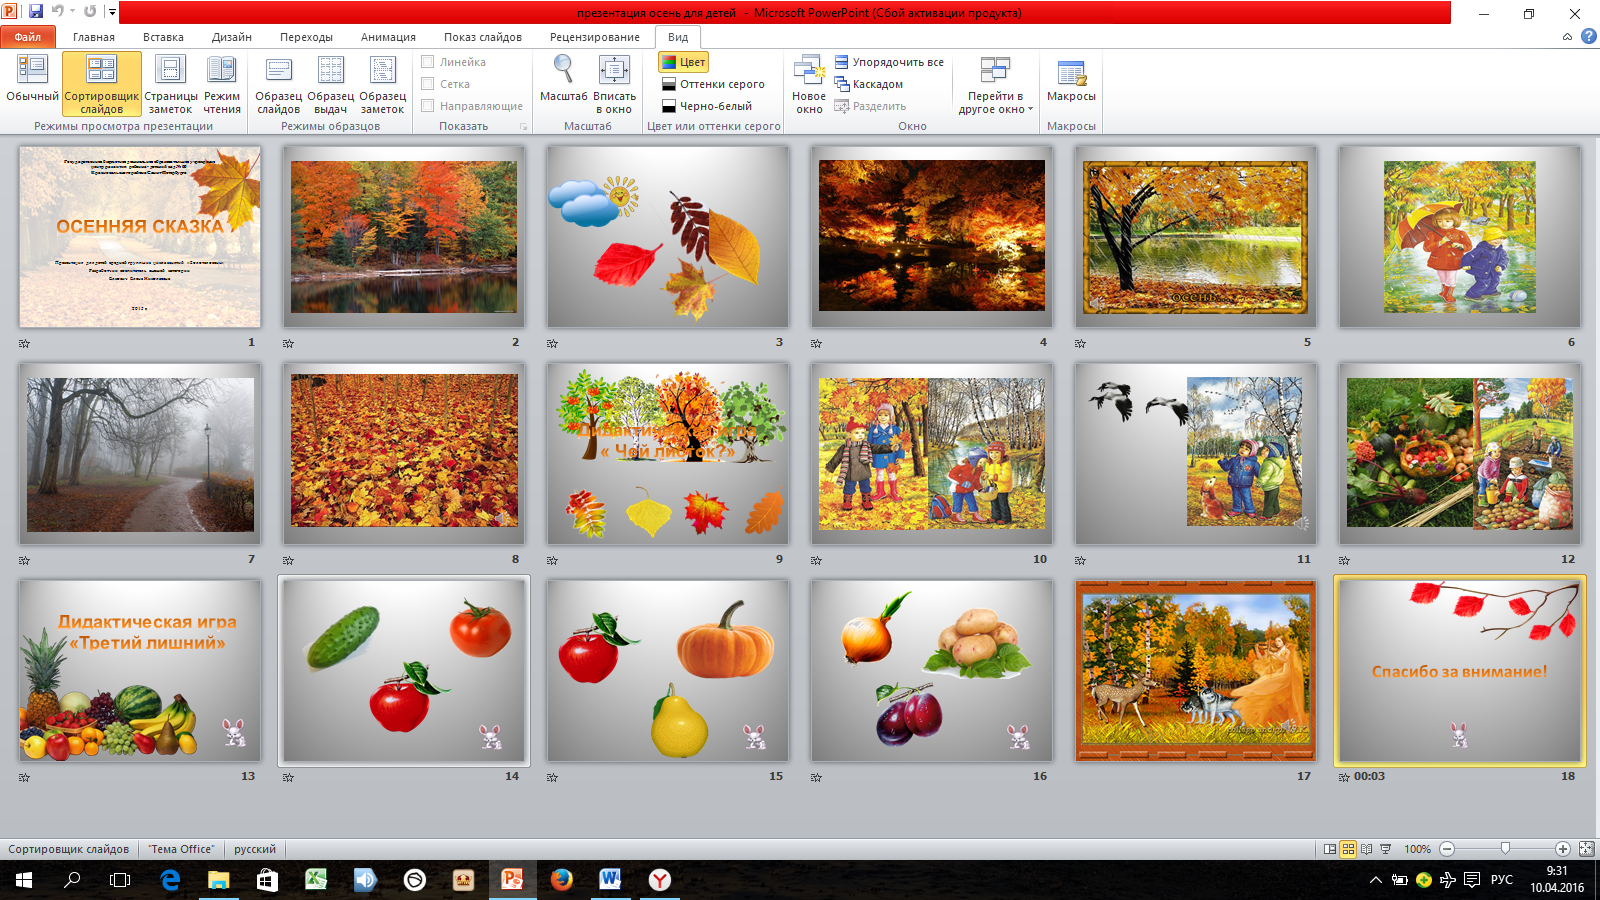 презентация осень для детей - Microsoft PowerPoint (Сбой активации продукта)
Файл Главная Вставка Дизайн Переходы Анимация Показ слайдов Рецензирование Вид
Обычный
Сортировщик слайдов
Страницы заметок
Режим чтения
Режимы просмотра презентации
Образец слайдов
Образец выдач
Образец заметок
Режимы образцов
Линейка
Сетка
Направляющие
Показать
Масштаб
Вписать в окно
Масштаб
Цвет
Оттенки серого
Черно-белый
Цвет или оттенки серого
Новое окно
Упорядочить все
Каскадом
Разделить
Перейти в другое окно
Окно
Макросы
Макросы
ОСЕННЯЯ СКАЗКА
1
2
3
4
осень...
5
6
7
8
Дидактическая игра
« Чей листок?»
9
10
11
12
Дидактическая игра
«Третий лишний»
13
14
15
16
17
Спасибо за внимание!
00:03 18
Сортировщик слайдов "Тема Office" русский 100%
РУС
9:31
10.04.2016